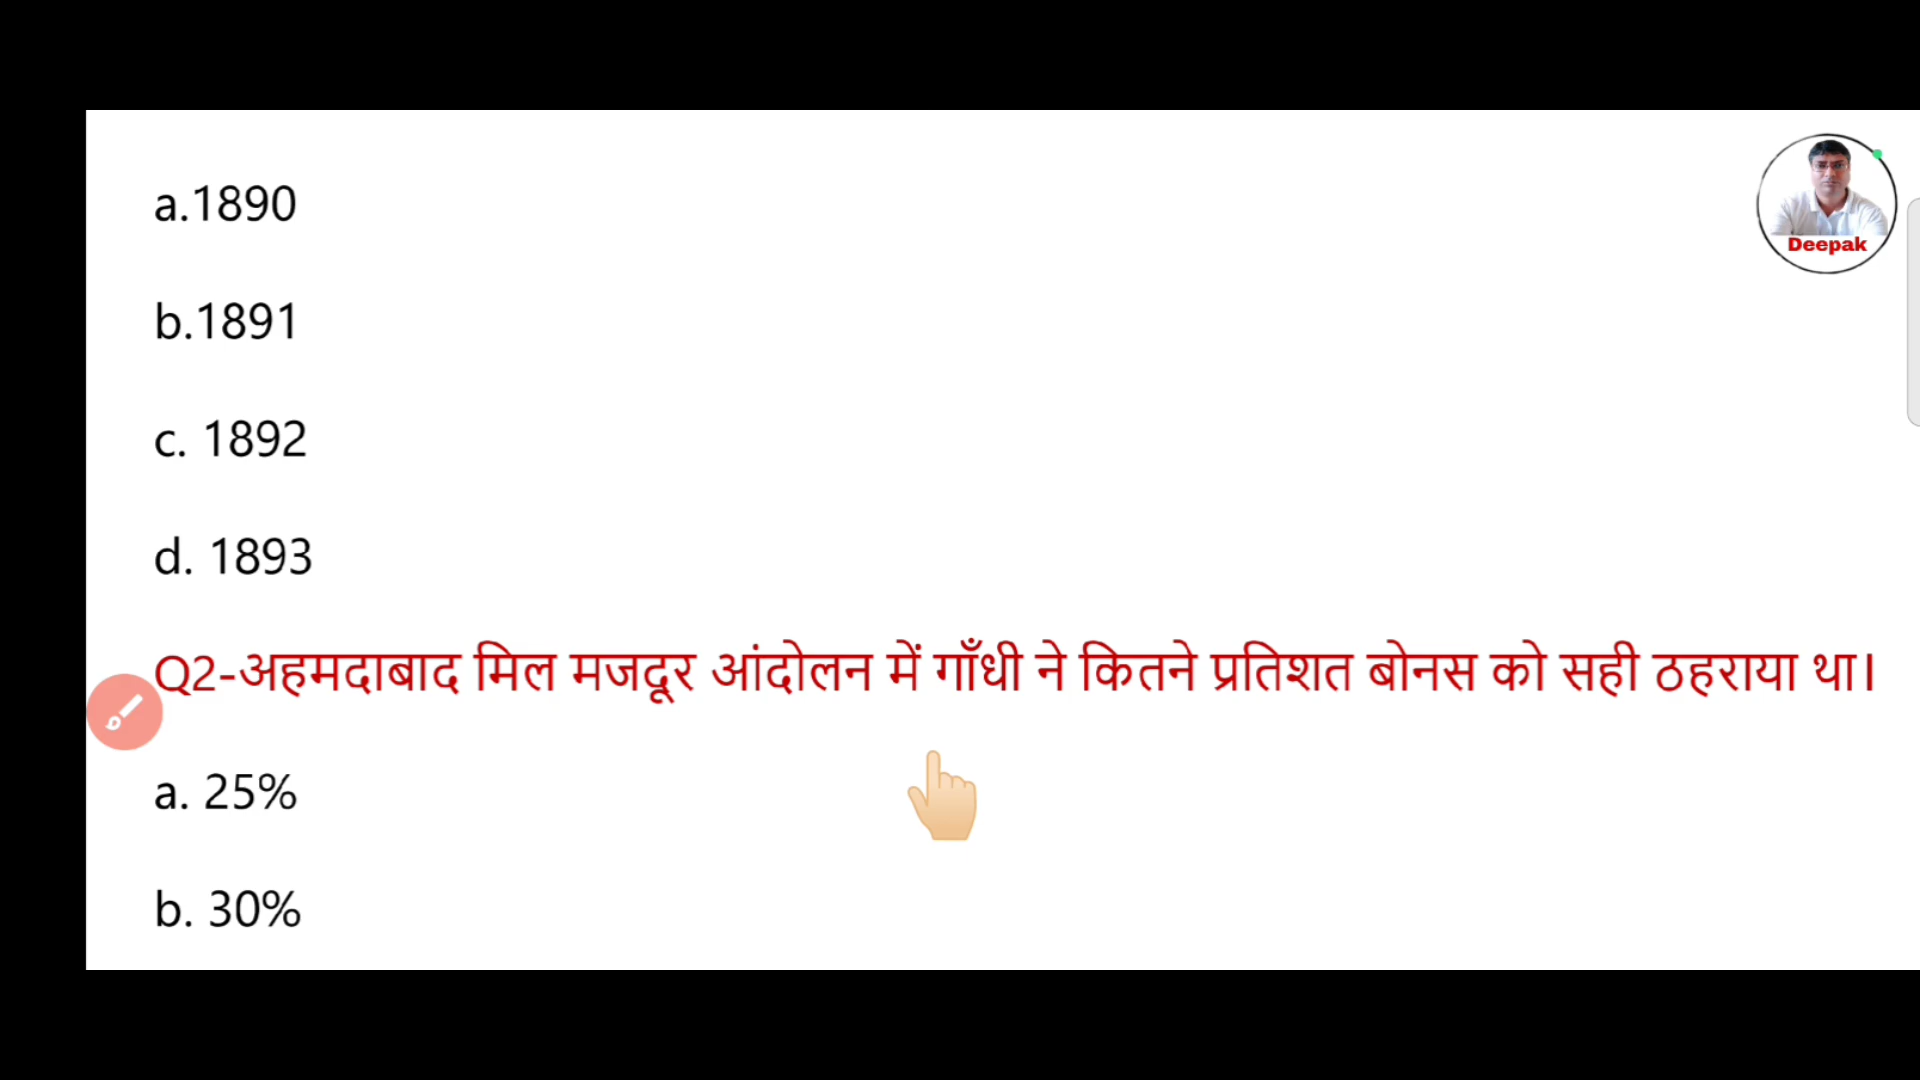 a.1890
Deepak
b.1891
c. 1892
d. 1893
Q2-अहमदाबाद मिल मजदूर आंदोलन में गाँधी ने कितने प्रतिशत बोनस को सही ठहराया था।
a. 25%
b. 30%